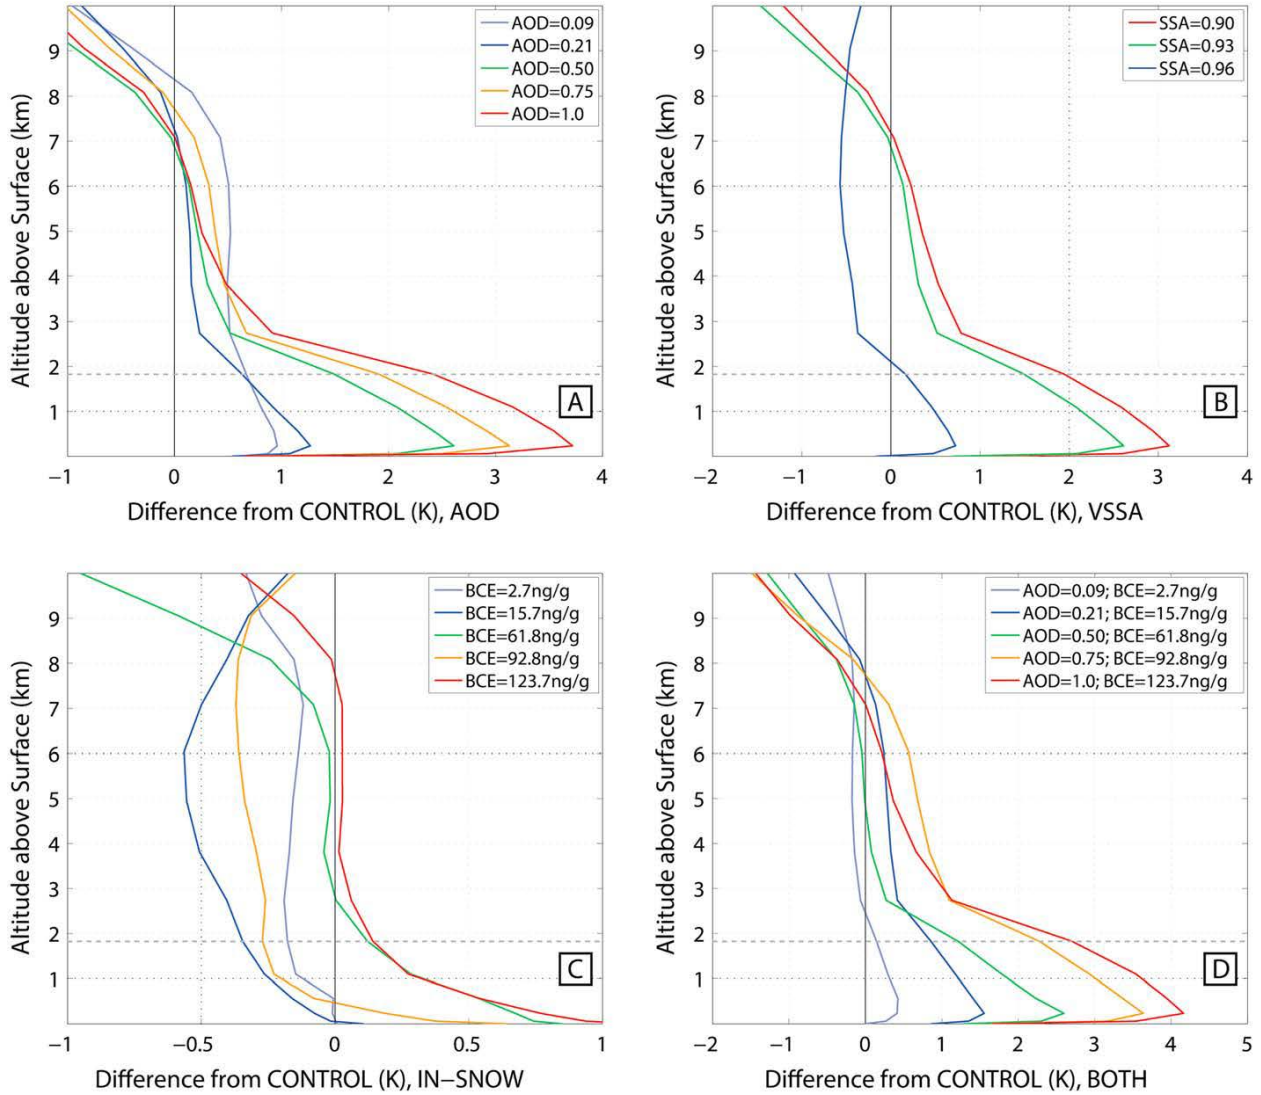 Altitude above Surface (km)
9
8
7
6
5
4
3
2
1
AOD=0.09
AOD=0.21
AOD=0.50
AOD=0.75
AOD=1.0
A
−1 0 1 2 3 4
Difference from CONTROL (K), AOD
Altitude above Surface (km)
9
8
7
6
5
4
3
2
1
SSA=0.90
SSA=0.93
SSA=0.96
B
−2 −1 0 1 2 3 4
Difference from CONTROL (K), VSSA
Altitude above Surface (km)
9
8
7
6
5
4
3
2
1
BCE=2.7ng/g
BCE=15.7ng/g
BCE=61.8ng/g
BCE=92.8ng/g
BCE=123.7ng/g
C
−1 −0.5 0 0.5 1
Difference from CONTROL (K), IN−SNOW
Altitude above Surface (km)
9
8
7
6
5
4
3
2
1
AOD=0.09; BCE=2.7ng/g
AOD=0.21; BCE=15.7ng/g
AOD=0.50; BCE=61.8ng/g
AOD=0.75; BCE=92.8ng/g
AOD=1.0; BCE=123.7ng/g
D
−2 −1 0 1 2 3 4 5
Difference from CONTROL (K), BOTH